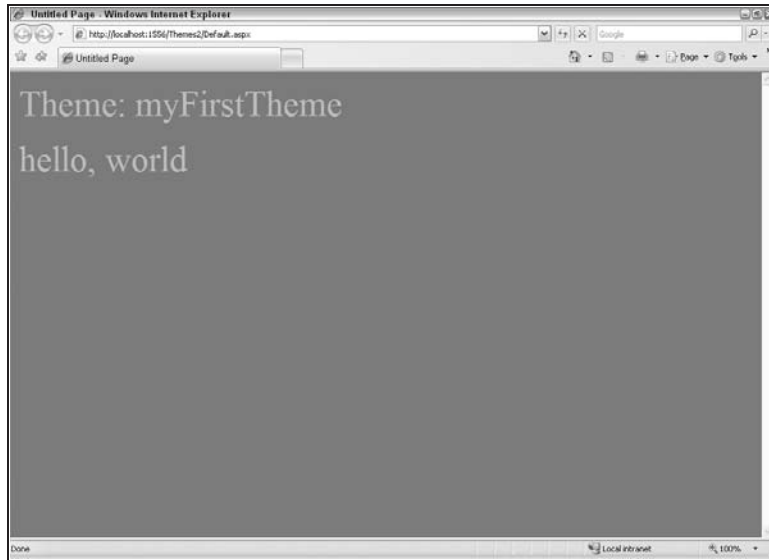 Untitled Page - Windows Internet Explorer
http://localhost:1556/Themes2/Default.aspx
Google
Untitled Page
Page
Tools
Theme: myFirstTheme
hello, world
Done
Local intranet
100%